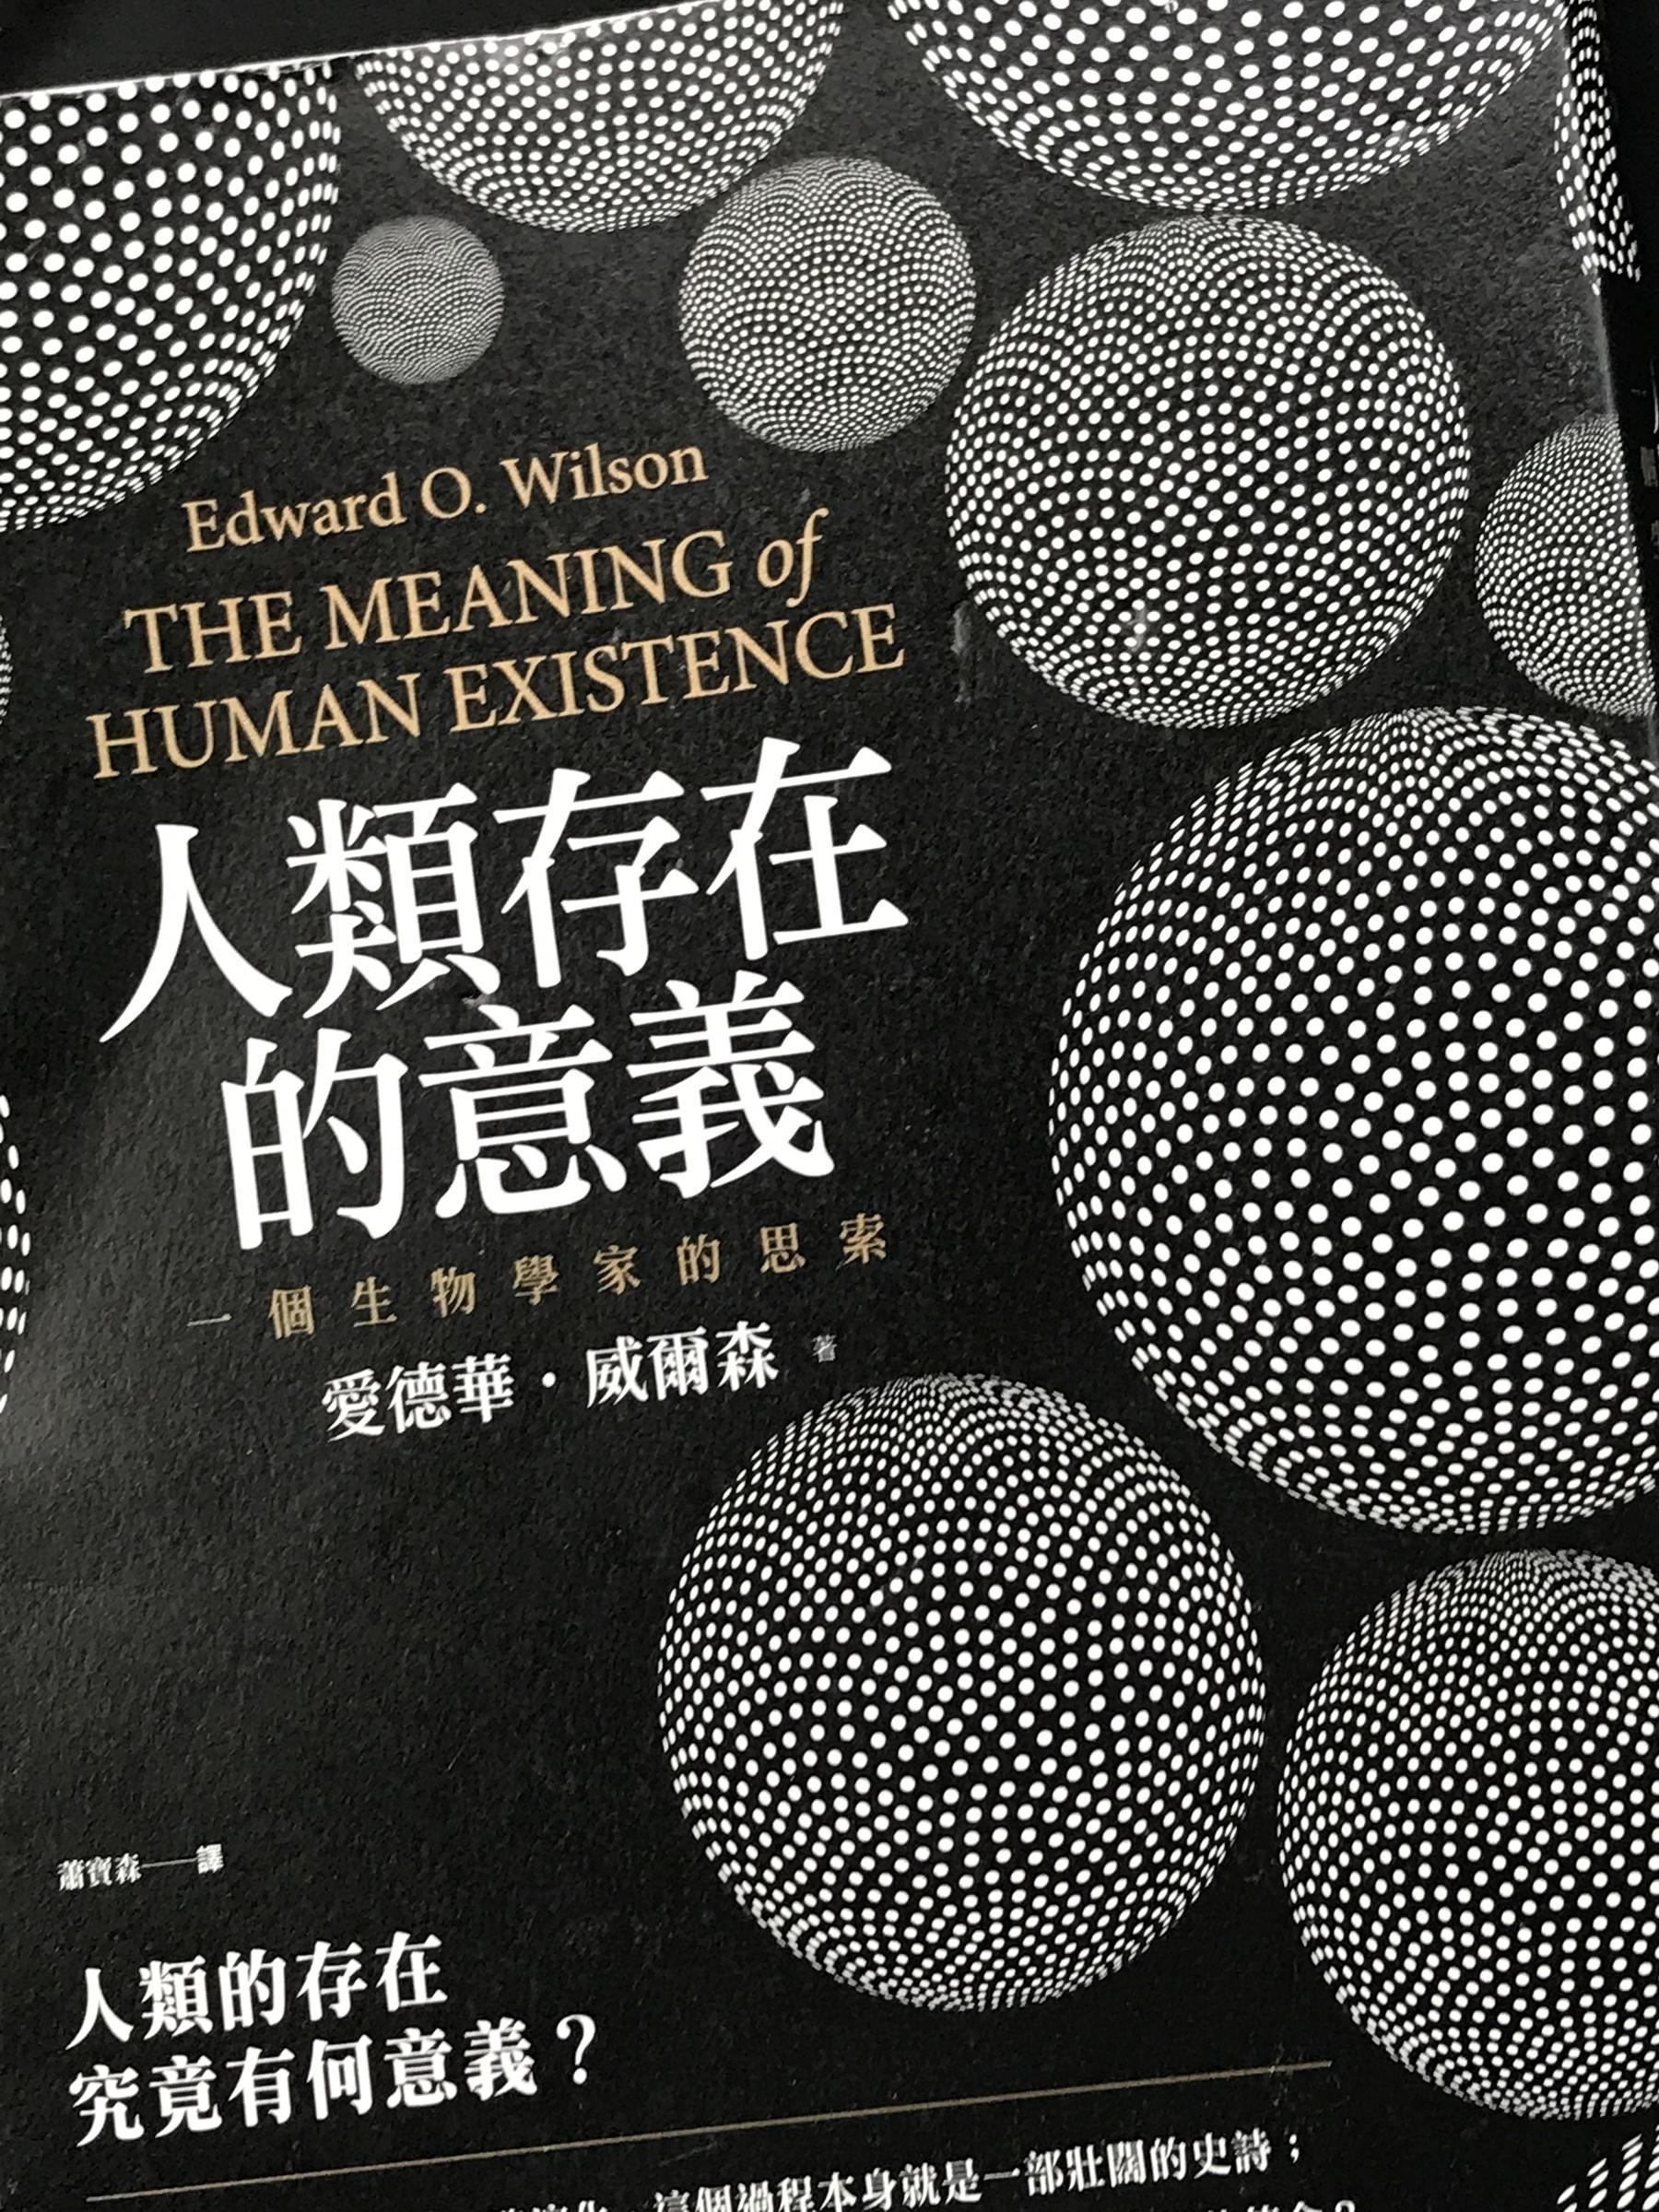 Edward O. Wilson
THE MEANING of
HUMAN EXISTENCE
人類存在
的意義
一個生物學家的思索
愛德華·威爾森 著
蕭寶森——譯
人類的存在
究竟有何意義？
這個過程本身就是一部壯闊的史詩；